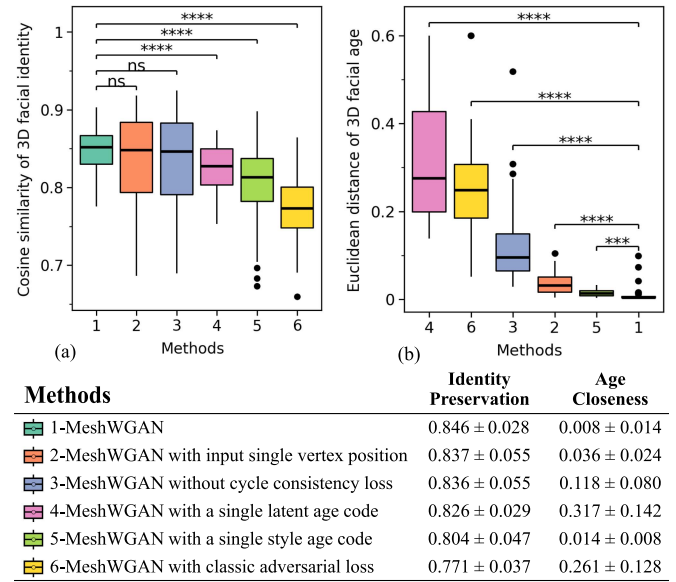 Cosine similarity of 3D facial identity
1
0.9
0.8
0.7
****
****
****
ns
ns
1 2 3 4 5 6
Methods
(a)
Euclidean distance of 3D facial age
0.6
0.4
0.2
0
****
****
****
****
***
4 6 3 2 5 1
Methods
(b)
Methods Identity Preservation Age Closeness
1-MeshWGAN 0.846 ± 0.028 0.008 ± 0.014
2-MeshWGAN with input single vertex position 0.837 ± 0.055 0.036 ± 0.024
3-MeshWGAN without cycle consistency loss 0.836 ± 0.055 0.118 ± 0.080
4-MeshWGAN with a single latent age code 0.826 ± 0.029 0.317 ± 0.142
5-MeshWGAN with a single style age code 0.804 ± 0.047 0.014 ± 0.008
6-MeshWGAN with classic adversarial loss 0.771 ± 0.037 0.261 ± 0.128